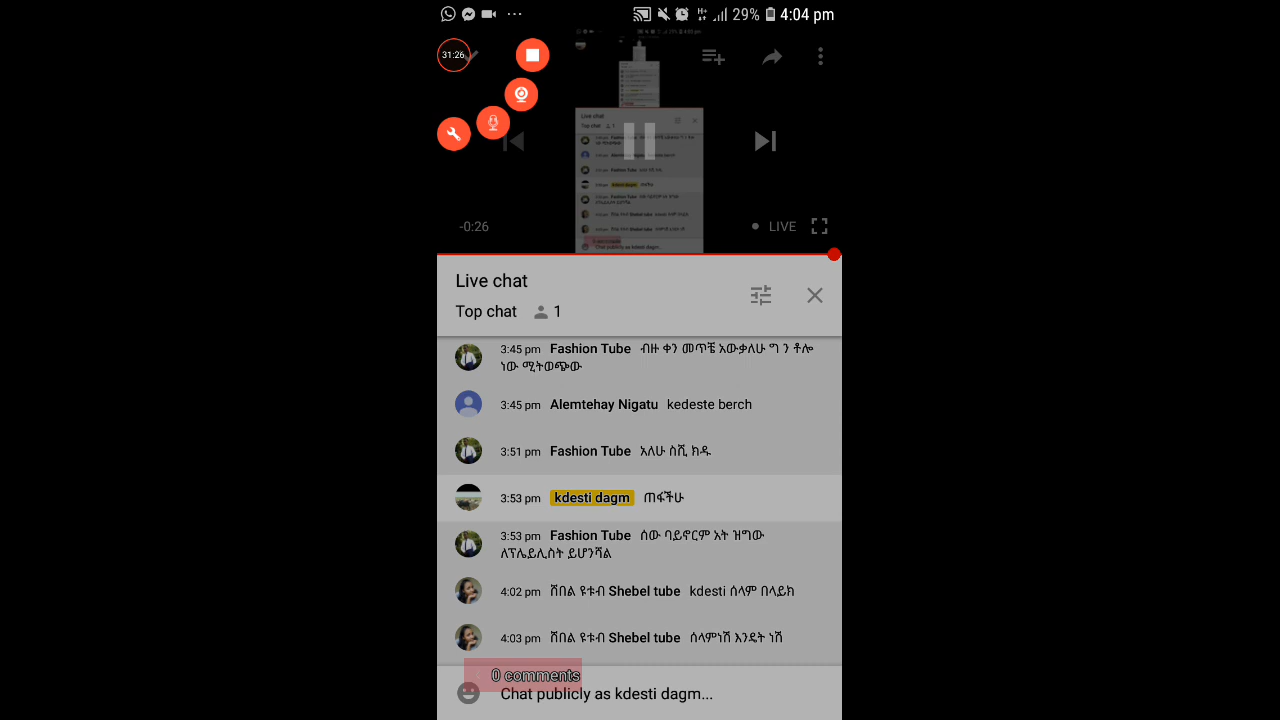 29% 4:04 pm
31:26
-0:26
LIVE
Live chat
Top chat 1
3:45 pm Fashion Tube ብዙ ቀን መጥቼ አውቃለሁ ግ ን ቶሎ
ነው ሚትወጭው
3:45 pm Alemtehay Nigatu kedeste berch
3:51 pm Fashion Tube አለሁ ስሺ ክዱ
3:53 pm kdesti dagm ጠፋችሁ
3:53 pm Fashion Tube ሰው ባይኖርም አት ዝግው
ለፕሌይሊስት ይሆንሻል
4:02 pm ሸበል ዩቱብ Shebel tube kdesti ሰላም በላይክ
4:03 pm ሸበል ዩቱብ Shebel tube ሰላምነሽ እንዴት ነሽ
0 comments
Chat publicly as kdesti dagm...